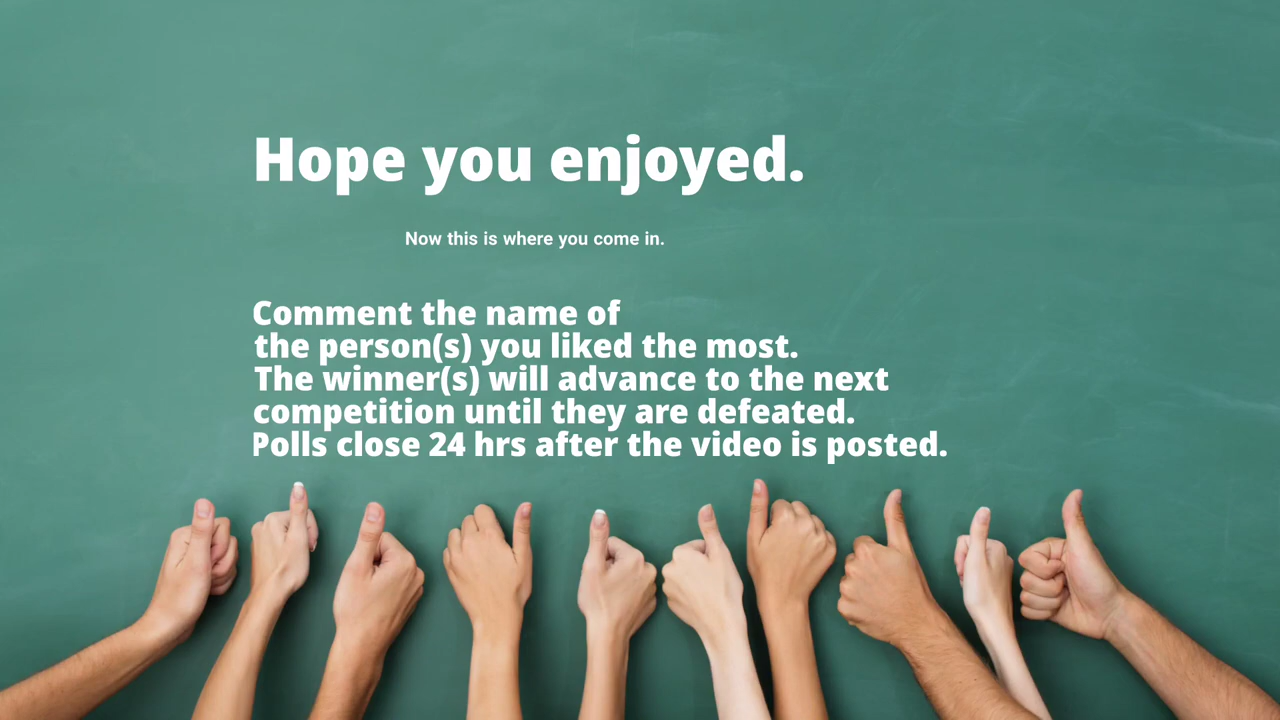 Hope you enjoyed.
Now this is where you come in.
Comment the name of
the person(s) you liked the most.
The winner(s) will advance to the next
competition until they are defeated.
Polls close 24 hrs after the video is posted.